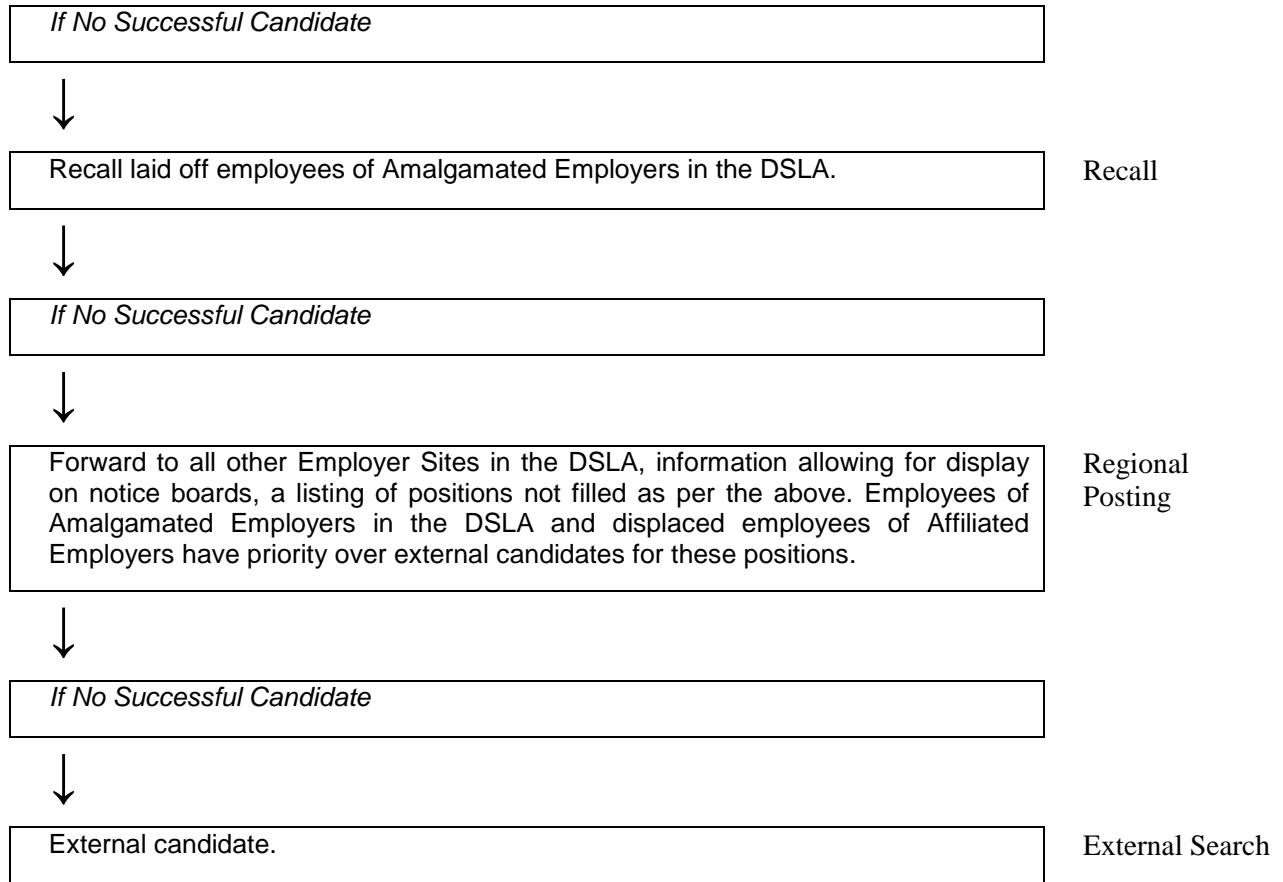 If No Successful Candidate
↓
Recall laid off employees of Amalgamated Employers in the DSLA.
Recall
↓
If No Successful Candidate
↓
Forward to all other Employer Sites in the DSLA, information allowing for display
on notice boards, a listing of positions not filled as per the above. Employees of
Amalgamated Employers in the DSLA and displaced employees of Affiliated
Employers have priority over external candidates for these positions.
Regional
Posting
↓
If No Successful Candidate
↓
External candidate.
External Search